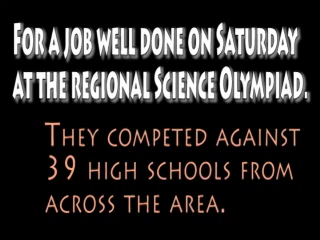 For a job well done on Saturday
at the regional Science Olympiad.
They competed against
39 high schools from
across the area.